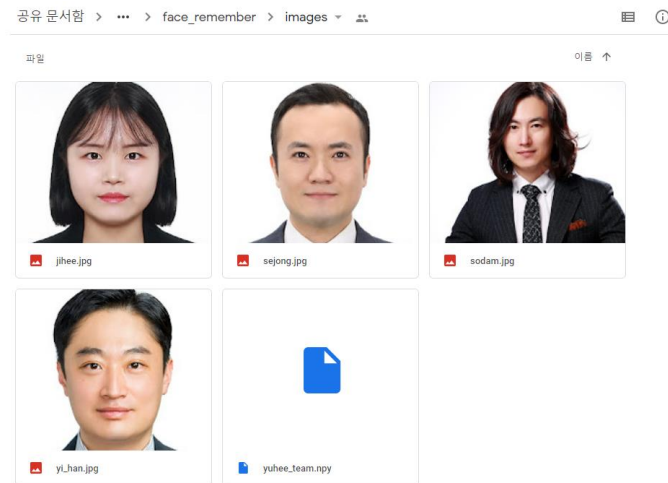 공유 문서함 > ... > face_remember > images
파일 이름
jihee.jpg
sejong.jpg
sodam.jpg
yi_han.jpg
yuhee_team.npy